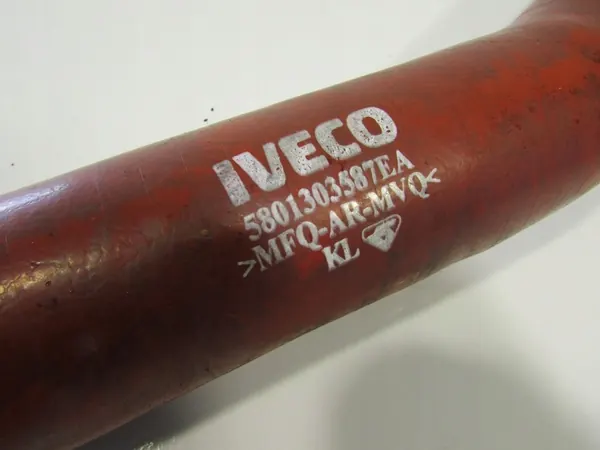 IVECO
5801303587EA
>MFQ-AR-MVQ<
KL